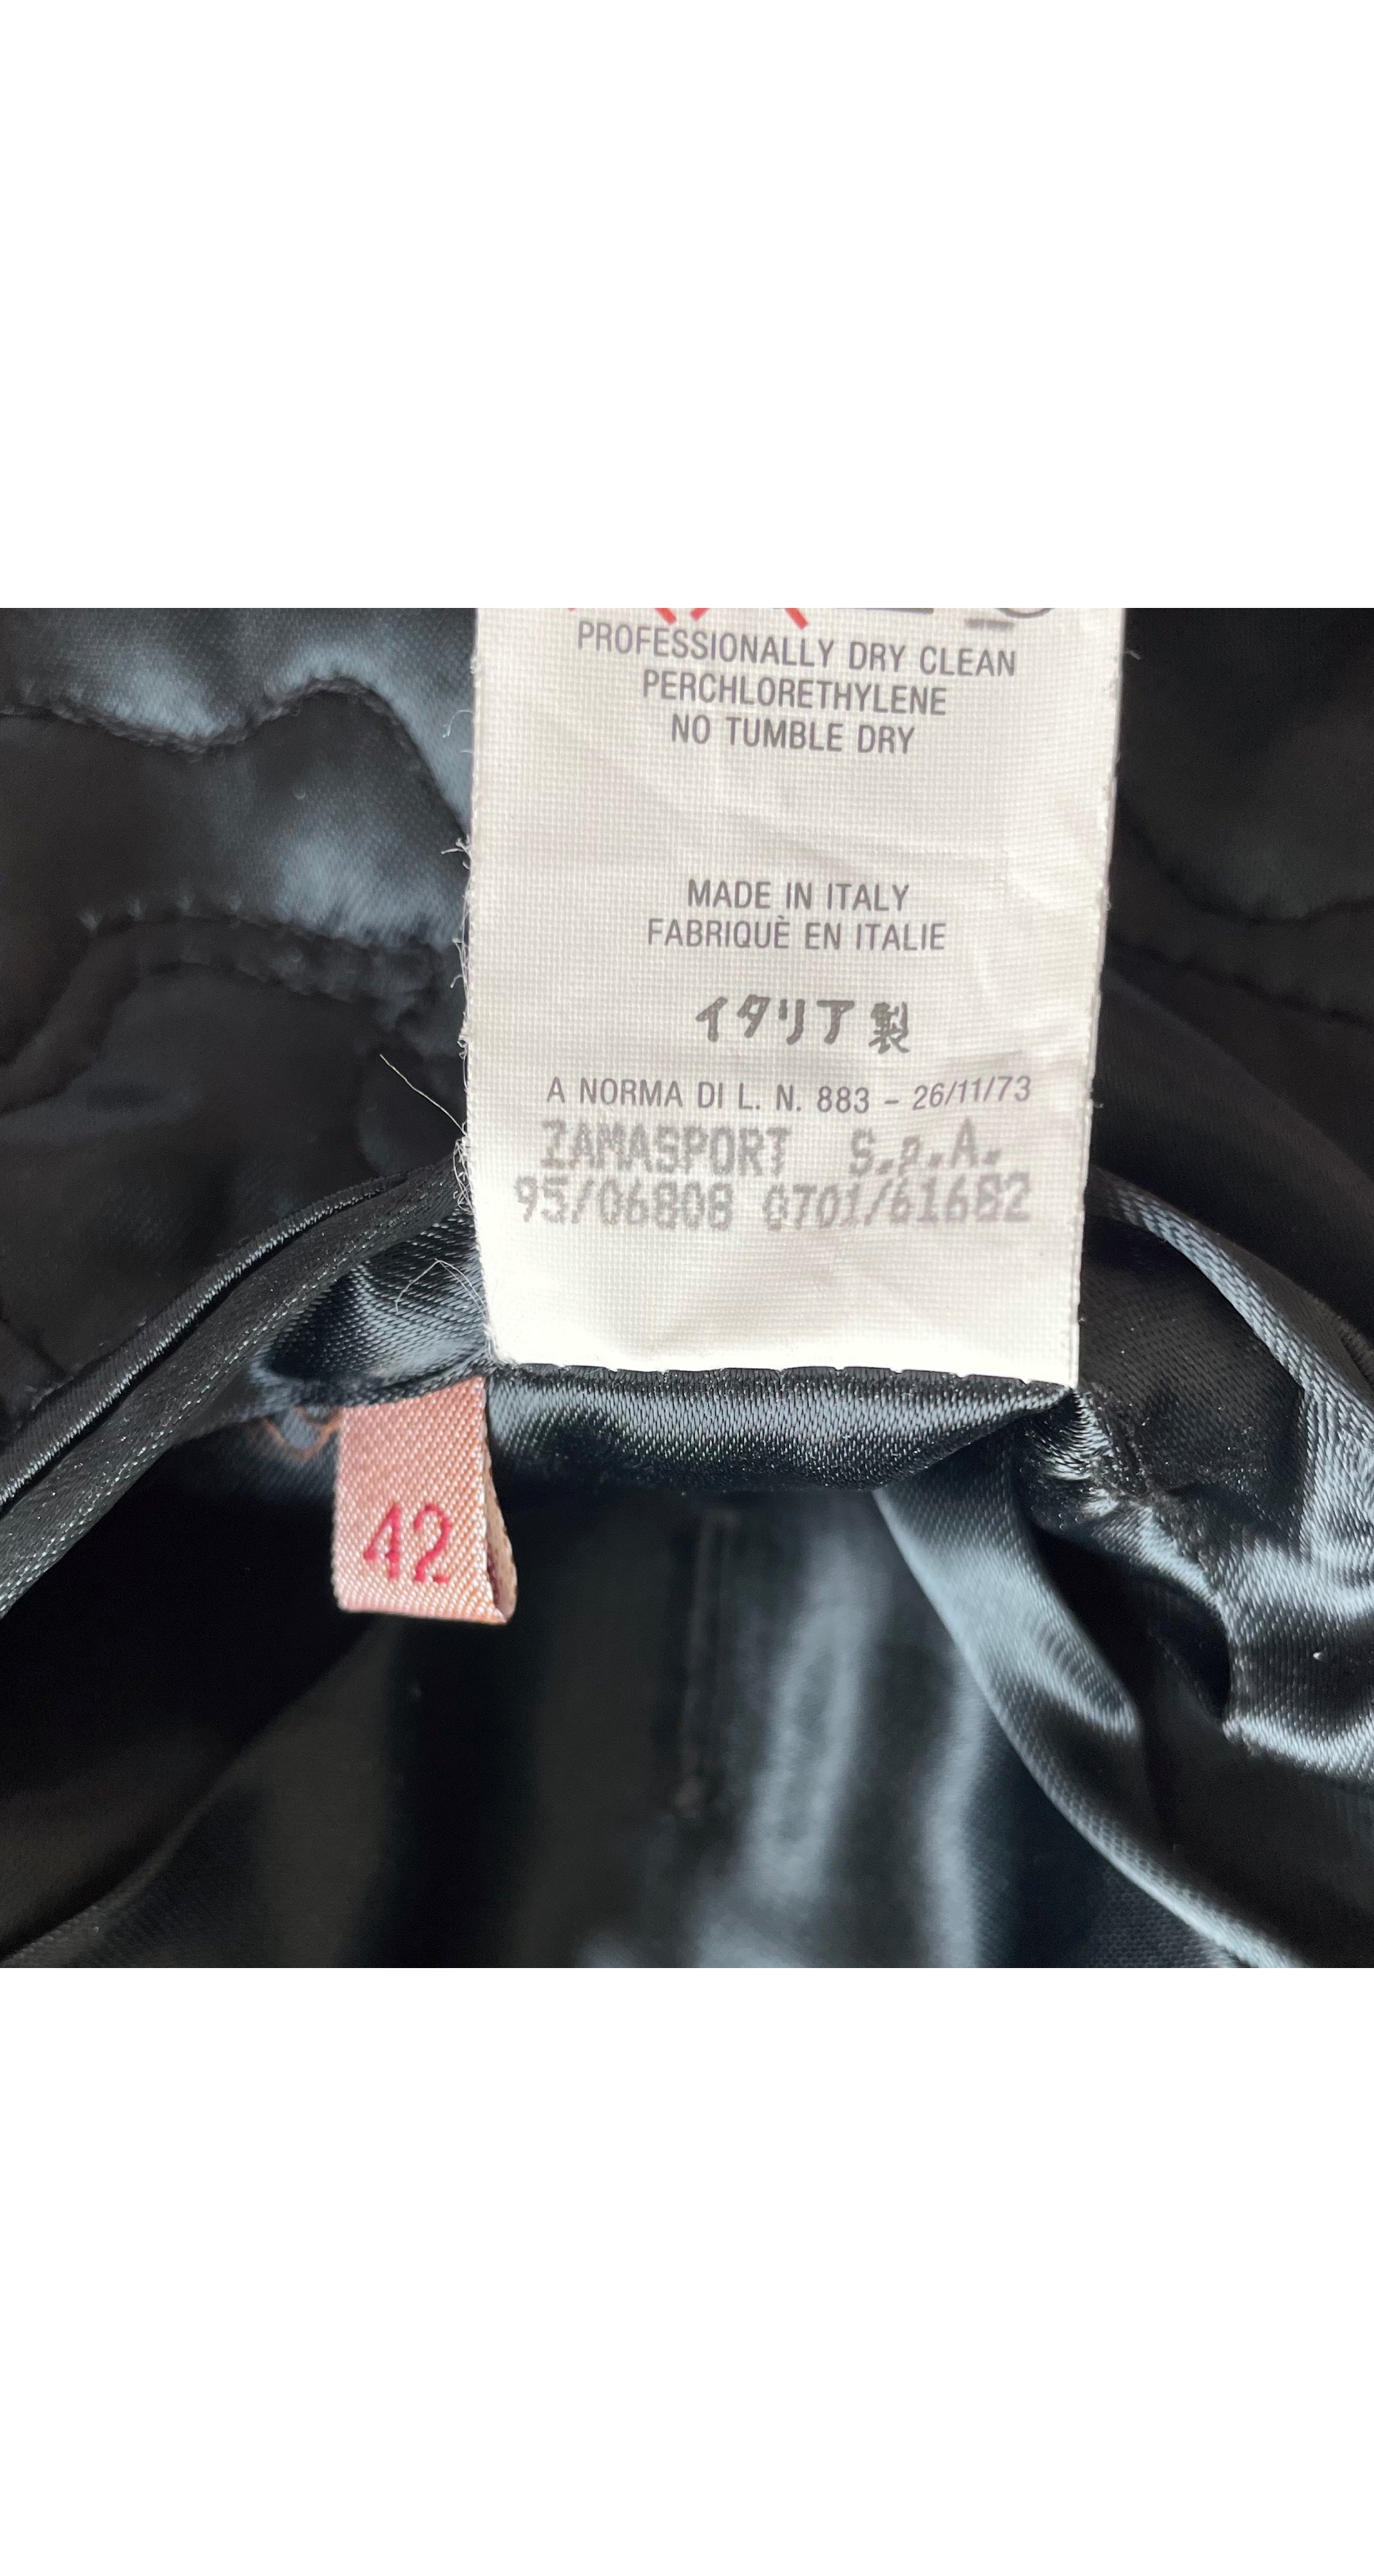 PROFESSIONALLY DRY CLEAN
PERCHLORETHYLENE
NO TUMBLE DRY
MADE IN ITALY
FABRIQUÈ EN ITALIE
イタリア製
A NORMA DI L. N. 883 – 26/11/73
ZAMASPORT S.p.A.
95/06808 G701/61682
42